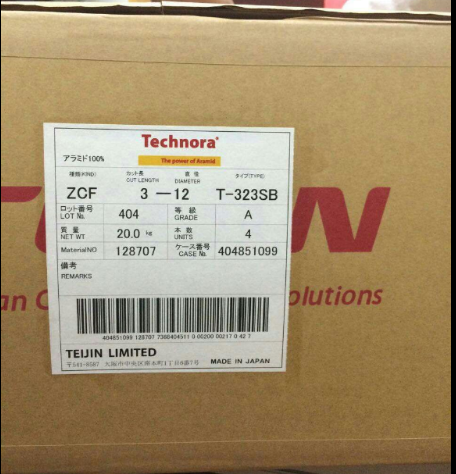 Technora®
アラミド100%
The power of Aramid
種類(KIND) カット長 CUT LENGTH 直径 DIAMETER タイプ(TYPE)
ZCF 3 — 12 T-323SB
ロット番号 LOT No. 404 等級 GRADE A
質量 NET WT 20.0 kg 本数 UNITS 4
MaterialNO 128707 ケース番号 CASE No. 404851099
備考
REMARKS
an C
olutions
TEIJIN LIMITED
MADE IN JAPAN